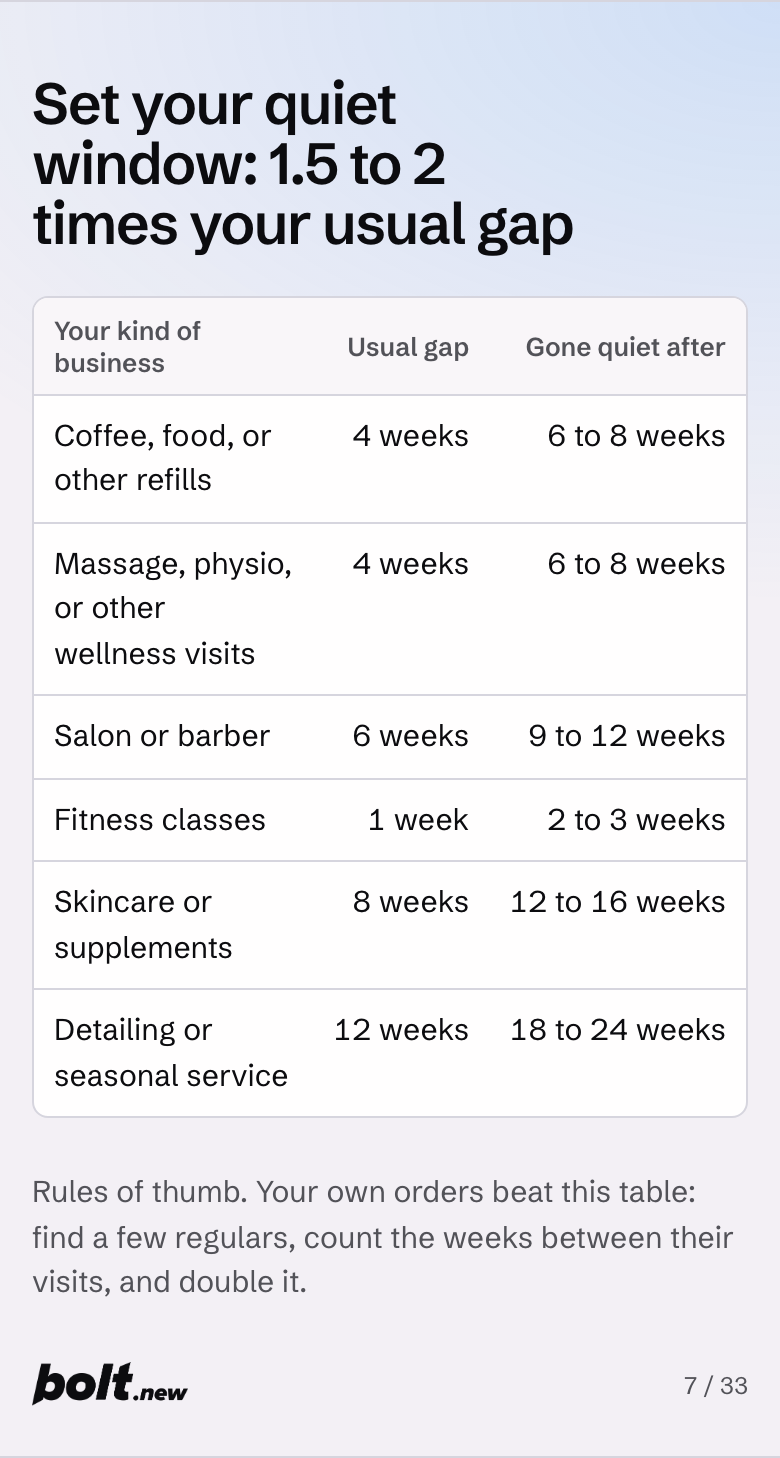 Set your quiet
window: 1.5 to 2
times your usual gap
Your kind of
business
Usual gap
Gone quiet after
Coffee, food, or
other refills
4 weeks
6 to 8 weeks
Massage, physio,
or other
wellness visits
4 weeks
6 to 8 weeks
Salon or barber
6 weeks
9 to 12 weeks
Fitness classes
1 week
2 to 3 weeks
Skincare or
supplements
8 weeks
12 to 16 weeks
Detailing or
seasonal service
12 weeks
18 to 24 weeks
Rules of thumb. Your own orders beat this table:
find a few regulars, count the weeks between their
visits, and double it.
bolt.new
7 / 33